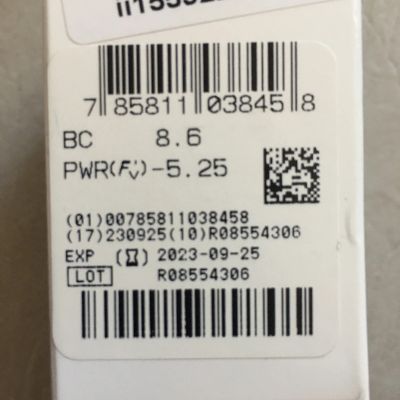 7 85811 03845 8
BC 8.6
PWR(F'v)-5.25
(01)00785811038458
(17)230925(10)R08554306
EXP 2023-09-25
LOT R08554306